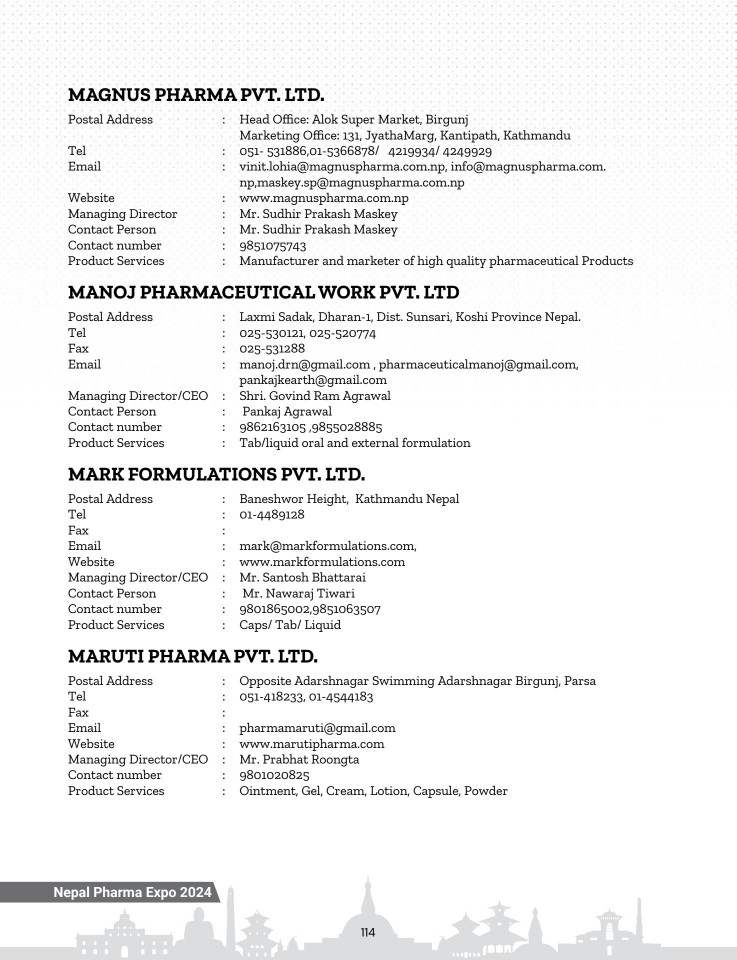 MAGNUS PHARMA PVT. LTD.
Postal Address : Head Office: Alok Super Market, Birgunj
Marketing Office: 131, JyathaMarg, Kantipath, Kathmandu
Tel : 051- 531886,01-5366878/ 4219934/ 4249929
Email : vinit.lohia@magnuspharma.com.np, info@magnuspharma.com.
np,maskey.sp@magnuspharma.com.np
Website : www.magnuspharma.com.np
Managing Director : Mr. Sudhir Prakash Maskey
Contact Person : Mr. Sudhir Prakash Maskey
Contact number : 9851075743
Product Services : Manufacturer and marketer of high quality pharmaceutical Products
MANOJ PHARMACEUTICAL WORK PVT. LTD
Postal Address : Laxmi Sadak, Dharan-1, Dist. Sunsari, Koshi Province Nepal.
Tel : 025-530121, 025-520774
Fax : 025-531288
Email : manoj.drn@gmail.com , pharmaceuticalmanoj@gmail.com,
pankajkearth@gmail.com
Managing Director/CEO : Shri. Govind Ram Agrawal
Contact Person : Pankaj Agrawal
Contact number : 9862163105 ,9855028885
Product Services : Tab/liquid oral and external formulation
MARK FORMULATIONS PVT. LTD.
Postal Address : Baneshwor Height, Kathmandu Nepal
Tel : 01-4489128
Fax :
Email : mark@markformulations.com,
Website : www.markformulations.com
Managing Director/CEO : Mr. Santosh Bhattarai
Contact Person : Mr. Nawaraj Tiwari
Contact number : 9801865002,9851063507
Product Services : Caps/ Tab/ Liquid
MARUTI PHARMA PVT. LTD.
Postal Address : Opposite Adarshnagar Swimming Adarshnagar Birgunj, Parsa
Tel : 051-418233, 01-4544183
Fax :
Email : pharmamaruti@gmail.com
Website : www.marutipharma.com
Managing Director/CEO : Mr. Prabhat Roongta
Contact number : 9801020825
Product Services : Ointment, Gel, Cream, Lotion, Capsule, Powder
Nepal Pharma Expo 2024
114